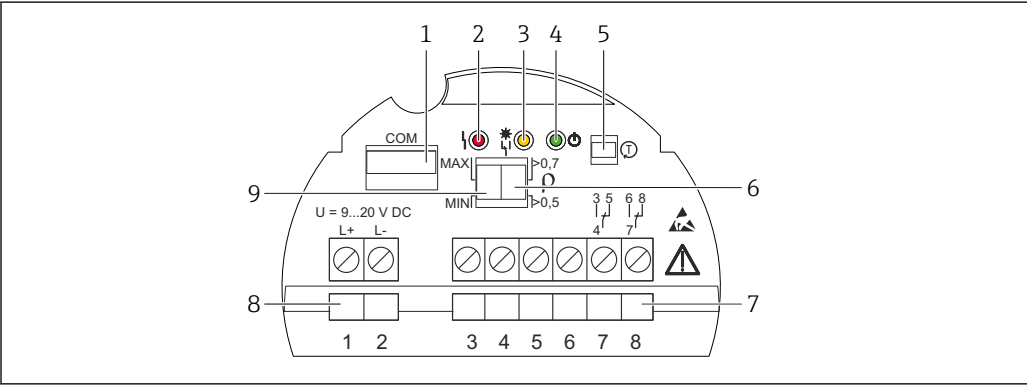 1 2 3 4 5
COM
T
MAX >0,7
ρ
9 6
MIN >0,5
3 5 6 8
4 7
U = 9...20 V DC
L+ L-
8 7
1 2 3 4 5 6 7 8